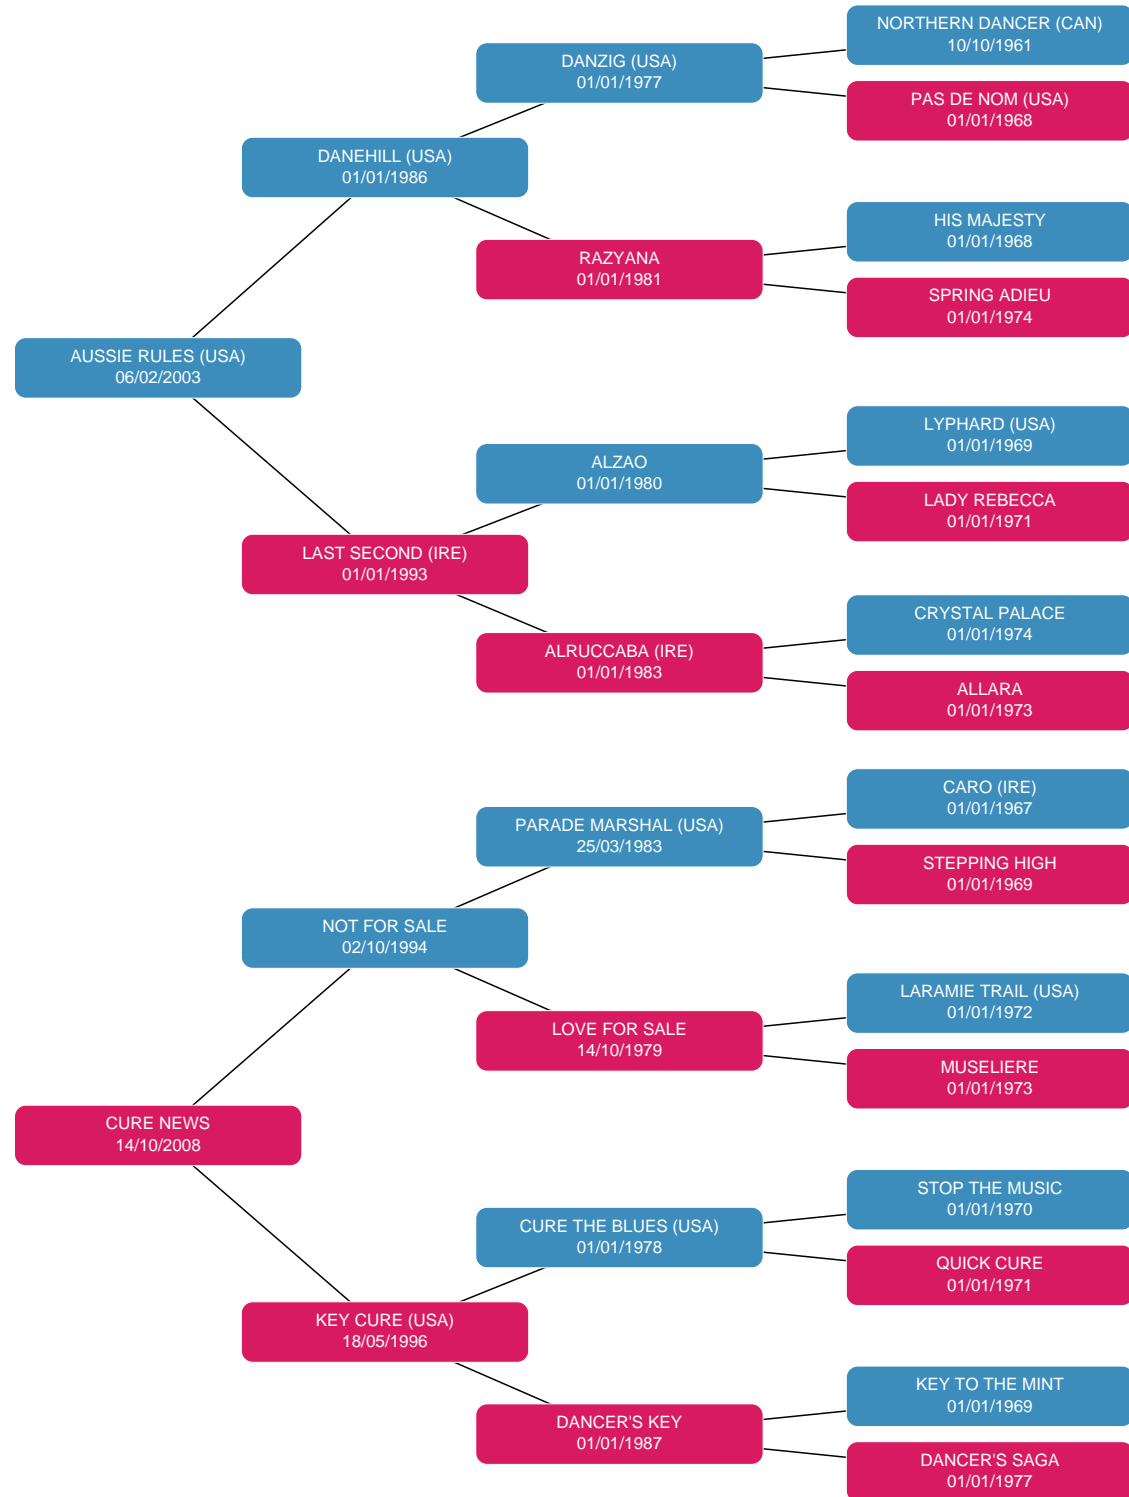 NORTHERN DANCER (CAN)
10/10/1961
DANZIG (USA)
01/01/1977
PAS DE NOM (USA)
01/01/1968
DANEHILL (USA)
01/01/1986
HIS MAJESTY
01/01/1968
RAZYANA
01/01/1981
SPRING ADIEU
01/01/1974
AUSSIE RULES (USA)
06/02/2003
LYPHARD (USA)
01/01/1969
ALZAO
01/01/1980
LADY REBECCA
01/01/1971
LAST SECOND (IRE)
01/01/1993
CRYSTAL PALACE
01/01/1974
ALRUCCABA (IRE)
01/01/1983
ALLARA
01/01/1973
CARO (IRE)
01/01/1967
PARADE MARSHAL (USA)
25/03/1983
STEPPING HIGH
01/01/1969
NOT FOR SALE
02/10/1994
LARAMIE TRAIL (USA)
01/01/1972
LOVE FOR SALE
14/10/1979
MUSELIERE
01/01/1973
CURE NEWS
14/10/2008
STOP THE MUSIC
01/01/1970
CURE THE BLUES (USA)
01/01/1978
QUICK CURE
01/01/1971
KEY CURE (USA)
18/05/1996
KEY TO THE MINT
01/01/1969
DANCER'S KEY
01/01/1987
DANCER'S SAGA
01/01/1977